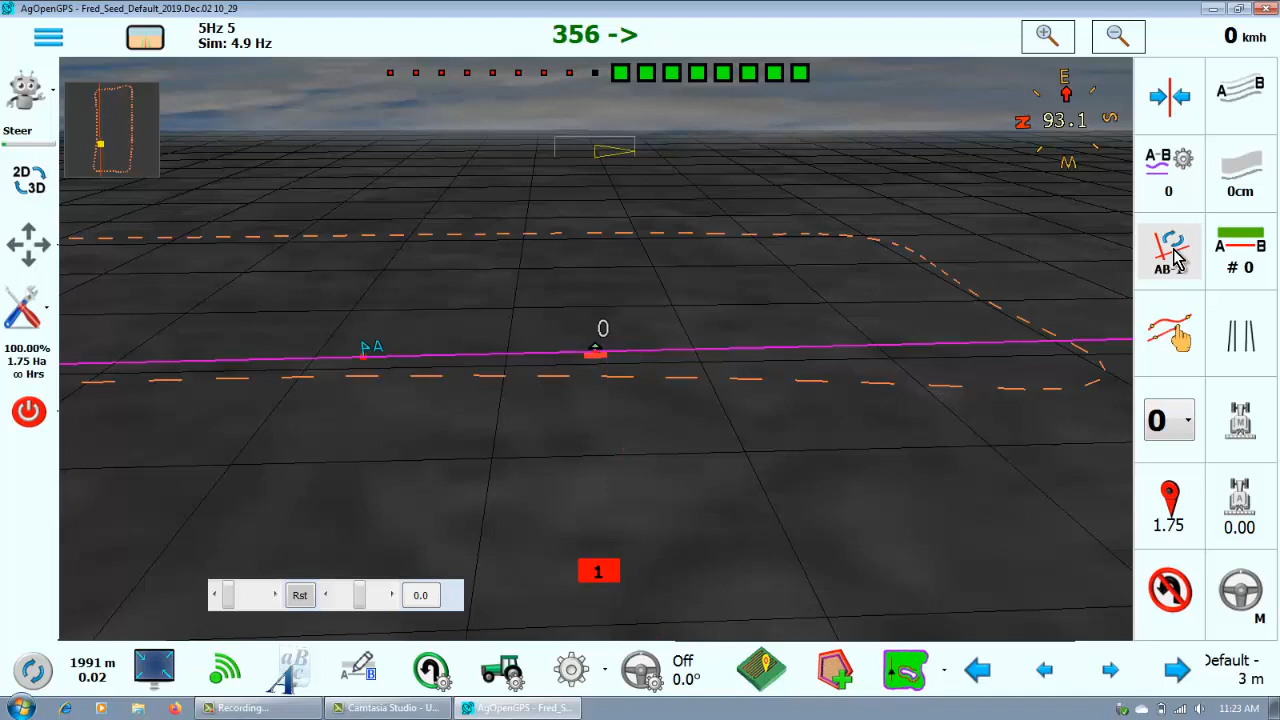 AgOpenGPS - Fred_Seed_Default_2019.Dec.02 10_29
5Hz 5
Sim: 4.9 Hz
356 ->
0 kmh
Steer
E
N 93.1 S
W
A B
2D
3D
A-B
0
0cm
A B
# 0
0
A
100.00%
1.75 Ha
∞ Hrs
0
M
A
1.75
0.00
1
Rst
0.0
M
1991 m
0.02
aB
bC
A
A
B
Off
0.0°
Default -
3 m
Recording...
Camtasia Studio - U...
AgOpenGPS - Fred_S...
11:23 AM